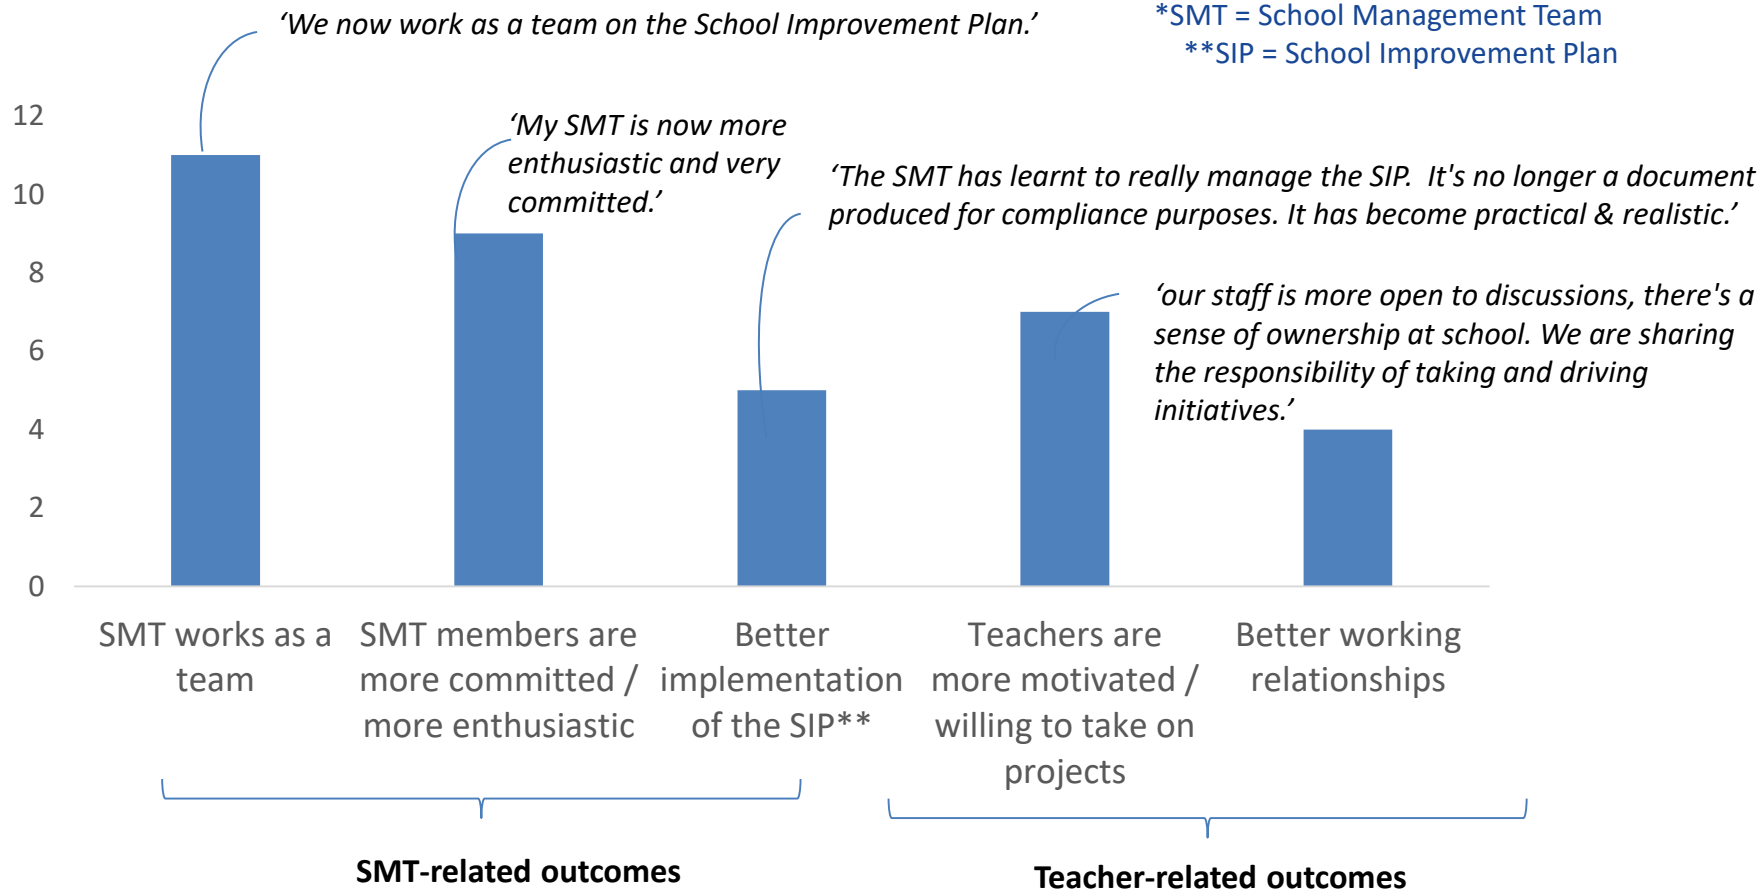 ‘We now work as a team on the School Improvement Plan.’
*SMT = School Management Team
**SIP = School Improvement Plan
‘My SMT is now more
enthusiastic and very
committed.’
‘The SMT has learnt to really manage the SIP.  It's no longer a document
produced for compliance purposes. It has become practical & realistic.’
‘our staff is more open to discussions, there's a
sense of ownership at school. We are sharing
the responsibility of taking and driving
initiatives.’
12
10
8
6
4
2
0
SMT works as a
team
SMT members are
more committed /
more enthusiastic
Better
implementation
of the SIP**
Teachers are
more motivated /
willing to take on
projects
Better working
relationships
SMT-related outcomes
Teacher-related outcomes